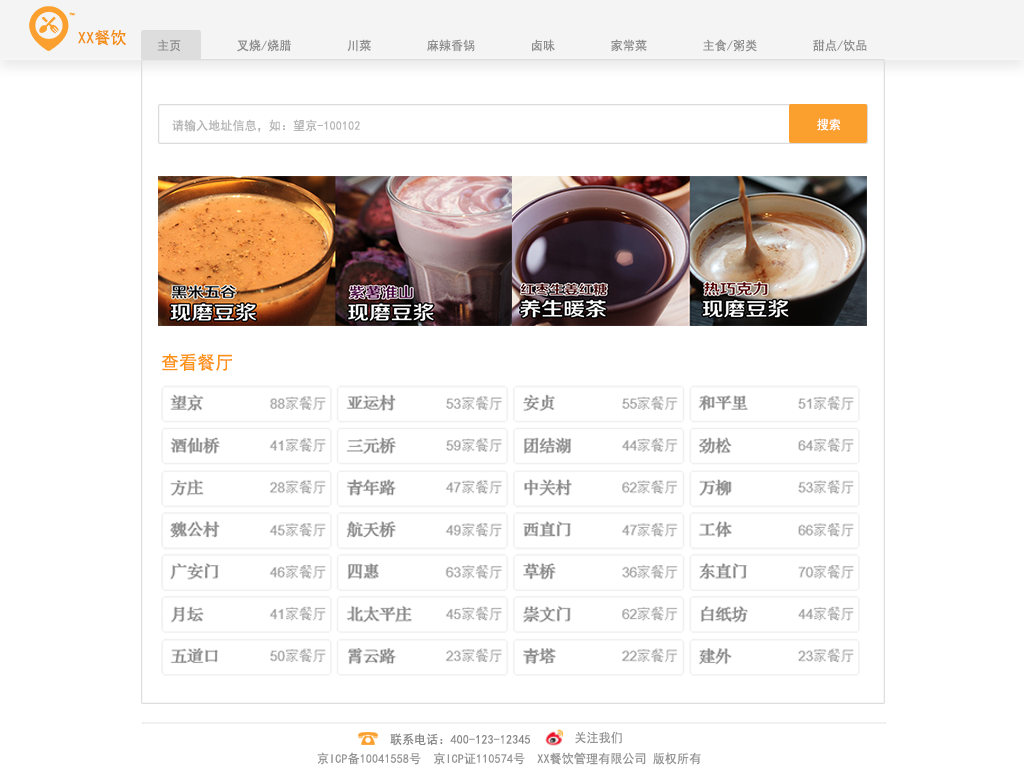 XX餐饮™
主页 叉烧/烧腊 川菜 麻辣香锅 卤味 家常菜 主食/粥类 甜点/饮品
请输入地址信息，如：望京-100102 搜索
黑米五谷
现磨豆浆
紫薯淮山
现磨豆浆
红枣生姜红糖
养生暖茶
热巧克力
现磨豆浆
查看餐厅
望京 88家餐厅 亚运村 53家餐厅 安贞 55家餐厅 和平里 51家餐厅
酒仙桥 41家餐厅 三元桥 59家餐厅 团结湖 44家餐厅 劲松 64家餐厅
方庄 28家餐厅 青年路 47家餐厅 中关村 62家餐厅 万柳 53家餐厅
魏公村 45家餐厅 航天桥 49家餐厅 西直门 47家餐厅 工体 66家餐厅
广安门 46家餐厅 四惠 63家餐厅 草桥 36家餐厅 东直门 70家餐厅
月坛 41家餐厅 北太平庄 45家餐厅 崇文门 62家餐厅 白纸坊 44家餐厅
五道口 50家餐厅 霄云路 23家餐厅 青塔 22家餐厅 建外 23家餐厅
联系电话：400-123-12345 关注我们
京ICP备10041558号 京ICP证110574号 XX餐饮管理有限公司 版权所有